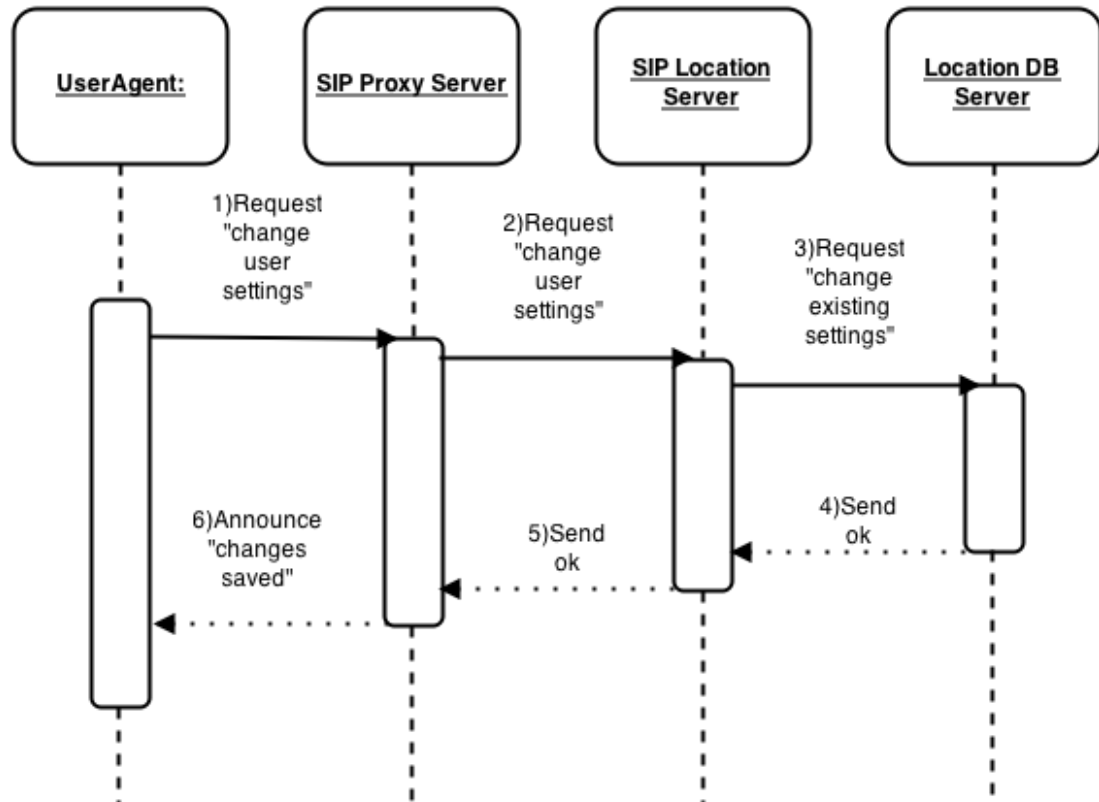 UserAgent:
SIP Proxy Server
SIP Location
Server
Location DB
Server
1)Request
"change
user
settings"
2)Request
"change
user
settings"
3)Request
"change
existing
settings"
4)Send
ok
5)Send
ok
6)Announce
"changes
saved"